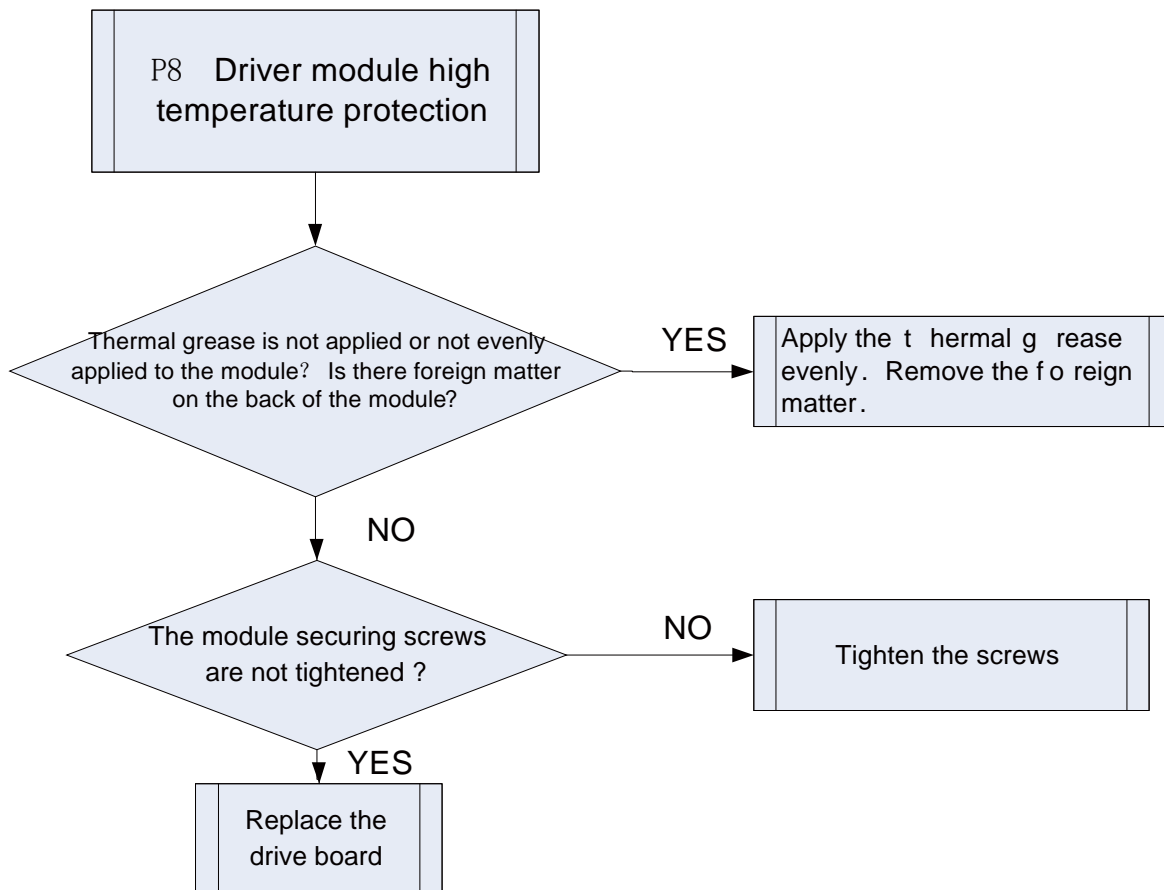 P8 Driver module high
temperature protection
Thermal grease is not applied or not evenly
applied to the module? Is there foreign matter
on the back of the module?
YES
Apply the t hermal g rease
evenly. Remove the f o reign
matter.
NO
The module securing screws
are not tightened ?
NO
Tighten the screws
YES
Replace the
drive board